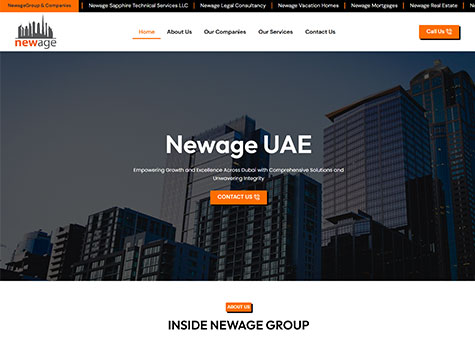 NewageGroup & Companies
Newage Sapphire Technical Services LLC | Newage Legal Consultancy | Newage Vacation Homes | Newage Mortgages | Newage Real Estate |
newage
Home About Us Our Companies Our Services Contact Us
Call Us
Newage UAE
Empowering Growth and Excellence Across Dubai with Comprehensive Solutions and
Unwavering Integrity
CONTACT US
ABOUT US
INSIDE NEWAGE GROUP